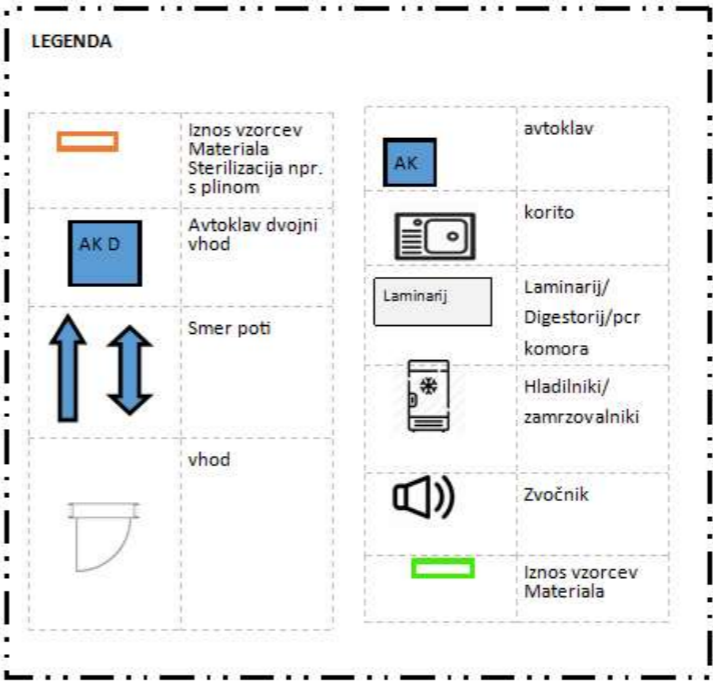 LEGENDA
Iznos vzorcev
Materiala
Sterilizacija npr.
s plinom
AK D
Avtoklav dvojni
vhod
Smer poti
vhod
AK
avtoklav
korito
Laminarij
Laminarij/
Digestorij/pcr
komora
Hladilniki/
zamrzovalniki
Zvočnik
Iznos vzorcev
Materiala